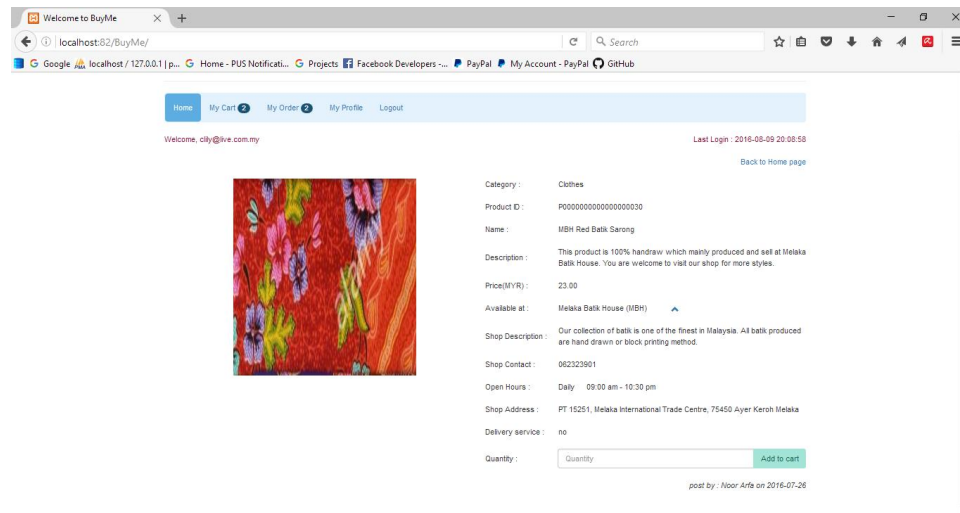 Welcome to BuyMe
localhost:82/BuyMe/
Search
Google localhost / 127.0.0.1 | p... Home - PUS Notificati... Projects Facebook Developers -... PayPal My Account - PayPal GitHub
Home My Cart 2 My Order 2 My Profile Logout
Welcome, clily@live.com.my Last Login : 2016-08-09 20:08:58
Back to Home page
Category : Clothes
Product ID : P0000000000000000030
Name : MBH Red Batik Sarong
Description : This product is 100% handraw which mainly produced and sell at Melaka
Batik House. You are welcome to visit our shop for more styles.
Price(MYR) : 23.00
Available at : Melaka Batik House (MBH)
Shop Description : Our collection of batik is one of the finest in Malaysia. All batik produced
are hand drawn or block printing method.
Shop Contact : 062323901
Open Hours : Daily 09:00 am - 10:30 pm
Shop Address : PT 15251, Melaka International Trade Centre, 75450 Ayer Keroh Melaka
Delivery service : no
Quantity : Quantity Add to cart
post by : Noor Arfa on 2016-07-26